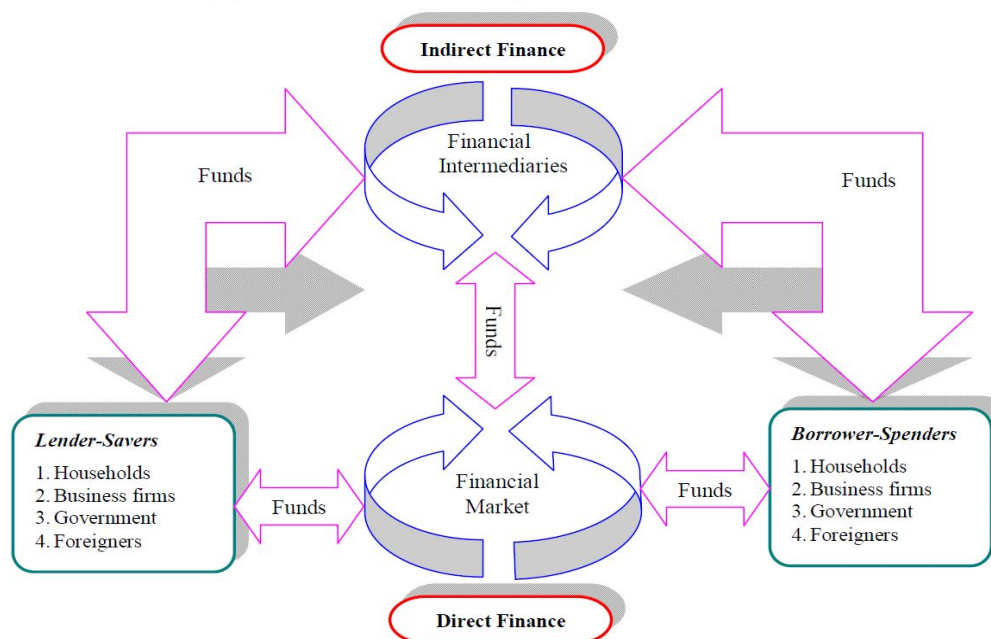 Indirect Finance
Financial
Intermediaries
Funds
Funds
Funds
Lender-Savers
1. Households
2. Business firms
3. Government
4. Foreigners
Funds
Financial
Market
Funds
Borrower-Spenders
1. Households
2. Business firms
3. Government
4. Foreigners
Direct Finance